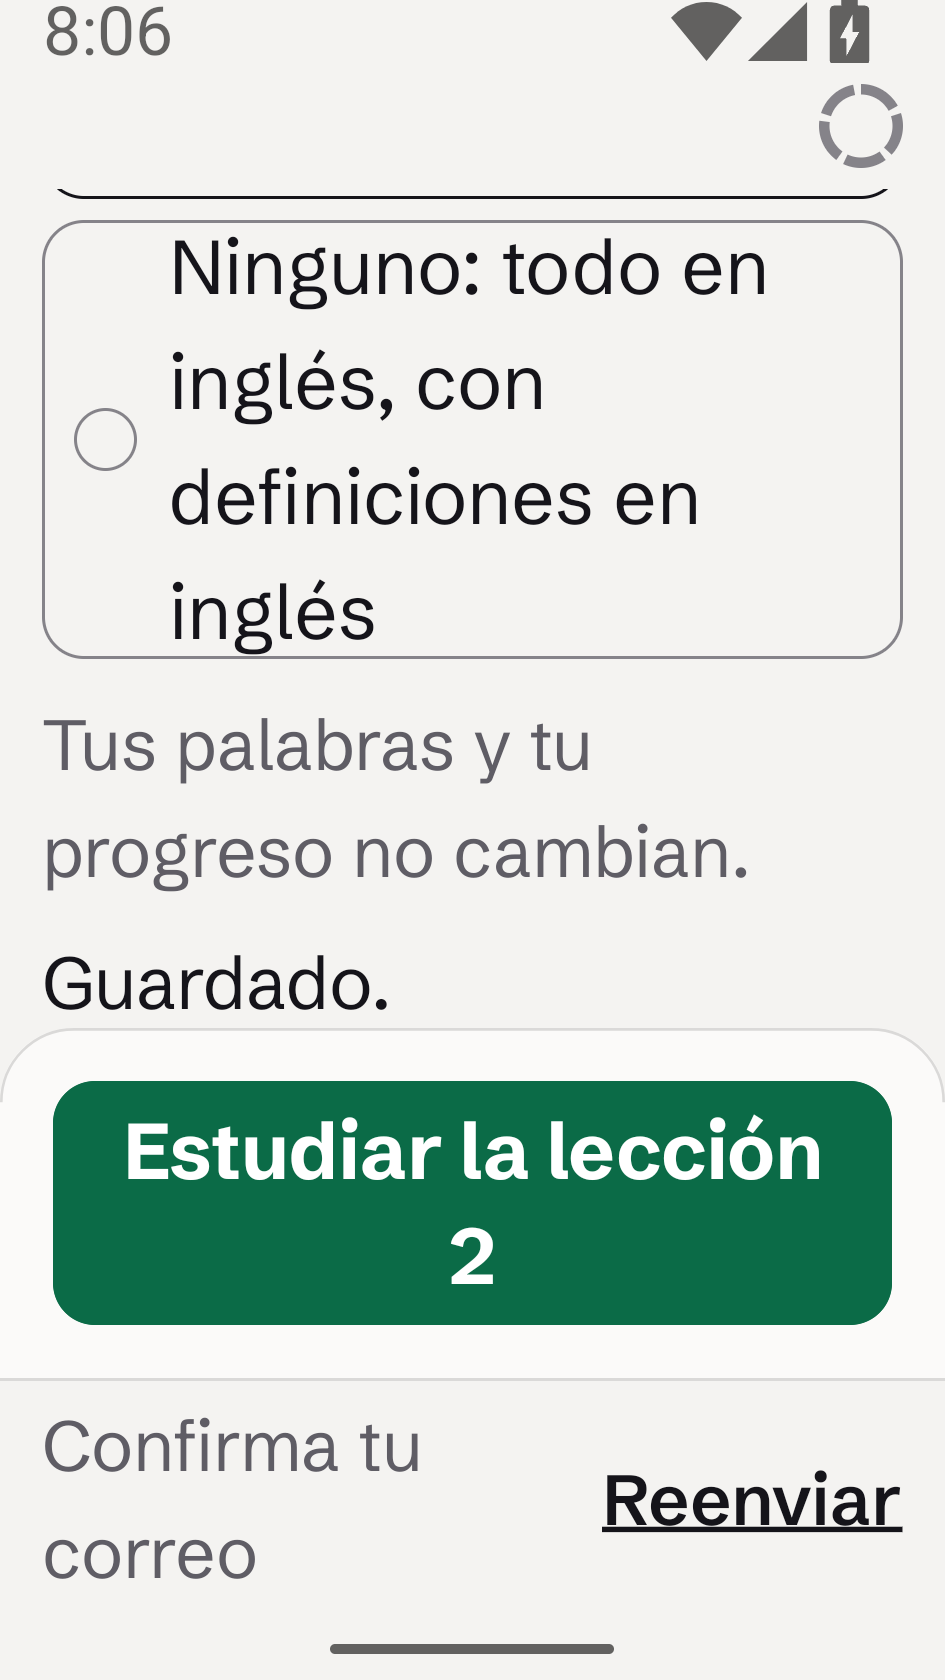 8:06
Ninguno: todo en
inglés, con
definiciones en
inglés
Tus palabras y tu
progreso no cambian.
Guardado.
Estudiar la lección
2
Confirma tu
correo
Reenviar